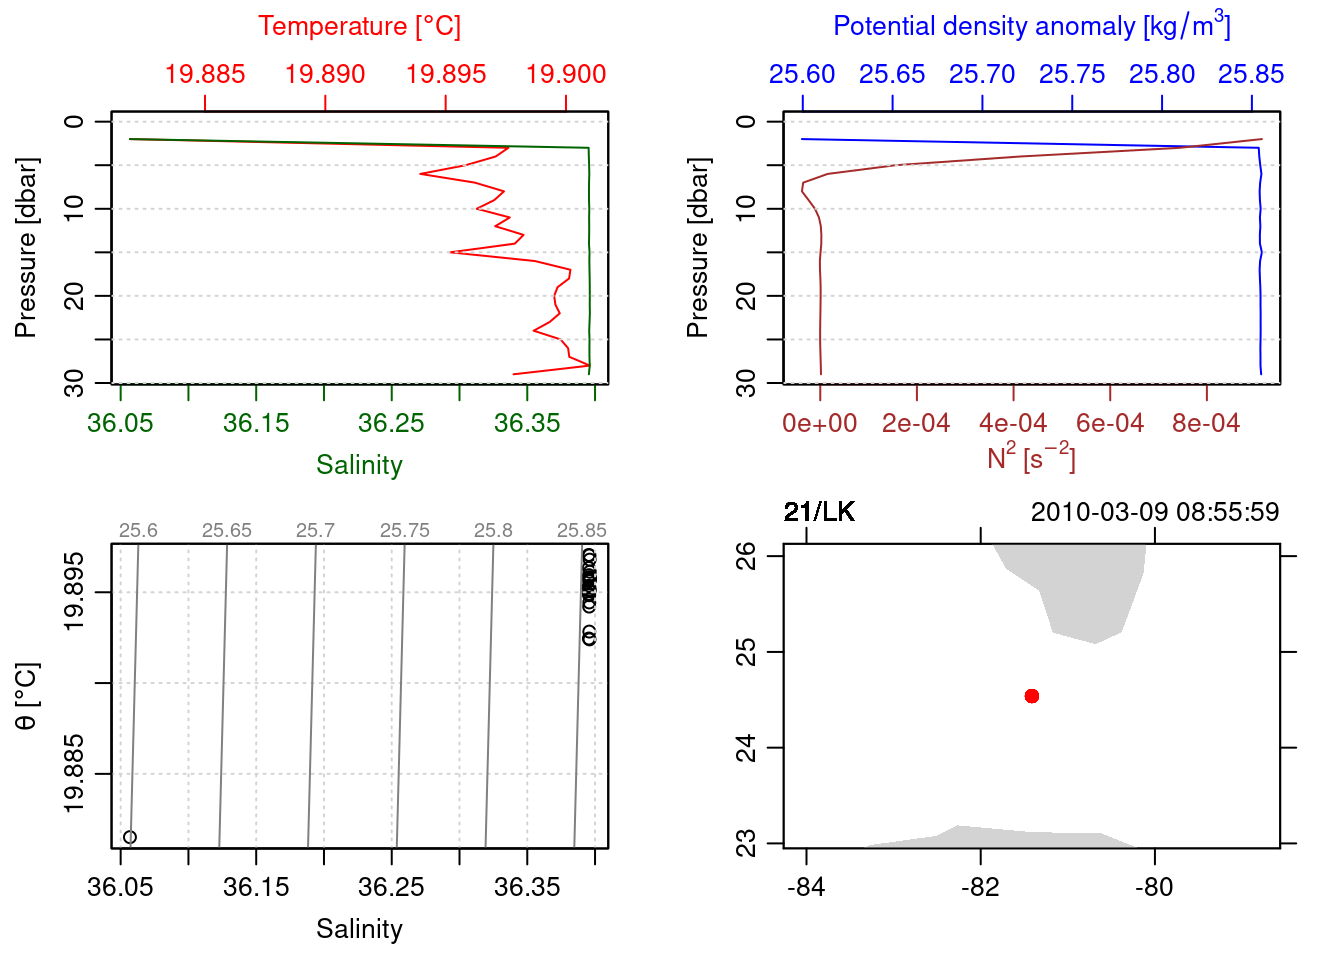 Temperature [°C]
19.885 19.890 19.895 19.900
Pressure [dbar]
0 10 20 30
36.05 36.15 36.25 36.35
Salinity
Potential density anomaly [kg/m³]
25.60 25.65 25.70 25.75 25.80 25.85
Pressure [dbar]
0 10 20 30
0e+00 2e-04 4e-04 6e-04 8e-04
N² [s⁻²]
25.6 25.65 25.7 25.75 25.8 25.85
θ [°C]
19.895 19.885
36.05 36.15 36.25 36.35
Salinity
21/LK 2010-03-09 08:55:59
26 25 24 23
-84 -82 -80